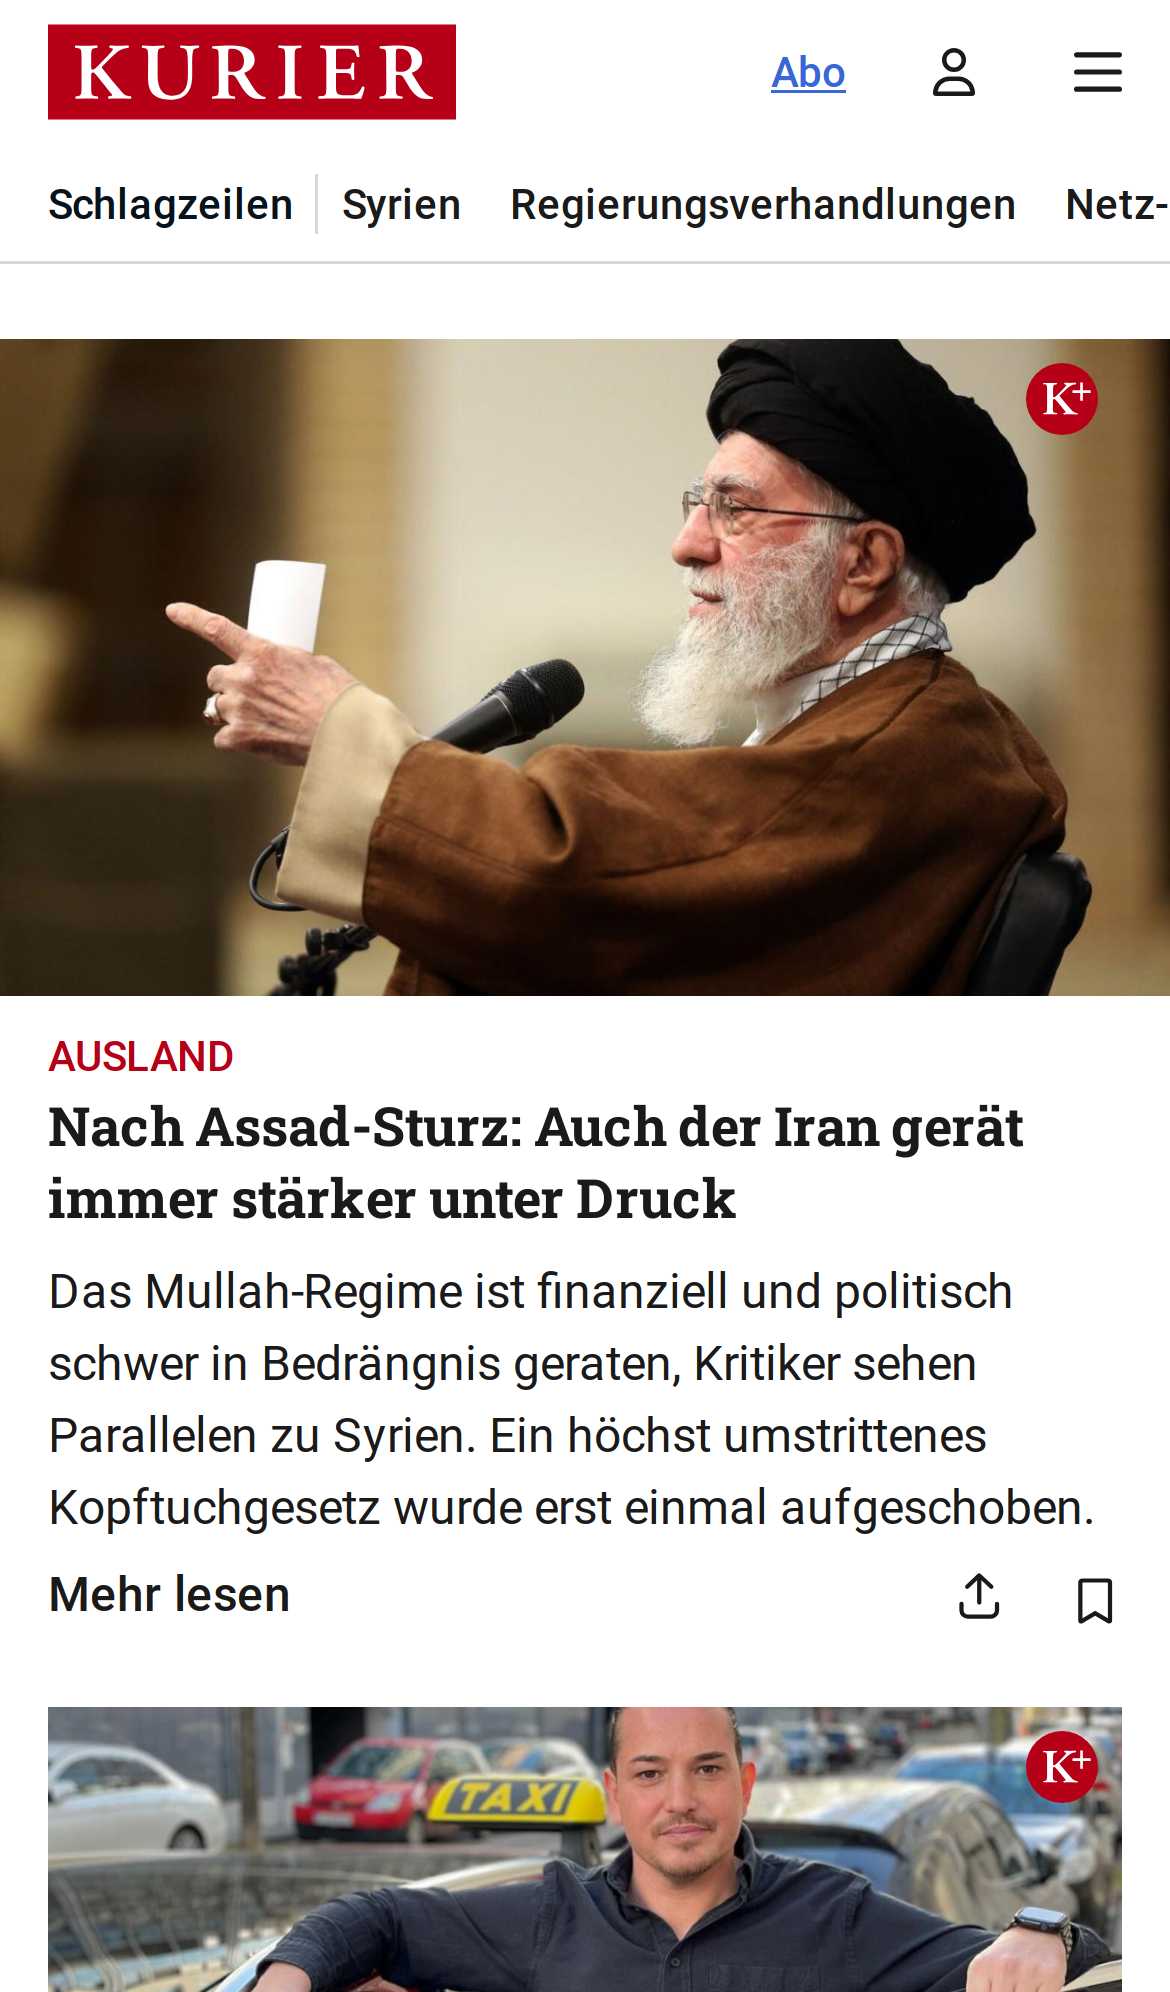 KURIER
Abo
Schlagzeilen
Syrien
Regierungsverhandlungen
Netz-
K+
AUSLAND
Nach Assad-Sturz: Auch der Iran gerät
immer stärker unter Druck
Das Mullah-Regime ist finanziell und politisch
schwer in Bedrängnis geraten, Kritiker sehen
Parallelen zu Syrien. Ein höchst umstrittenes
Kopftuchgesetz wurde erst einmal aufgeschoben.
Mehr lesen
K+
TAXI